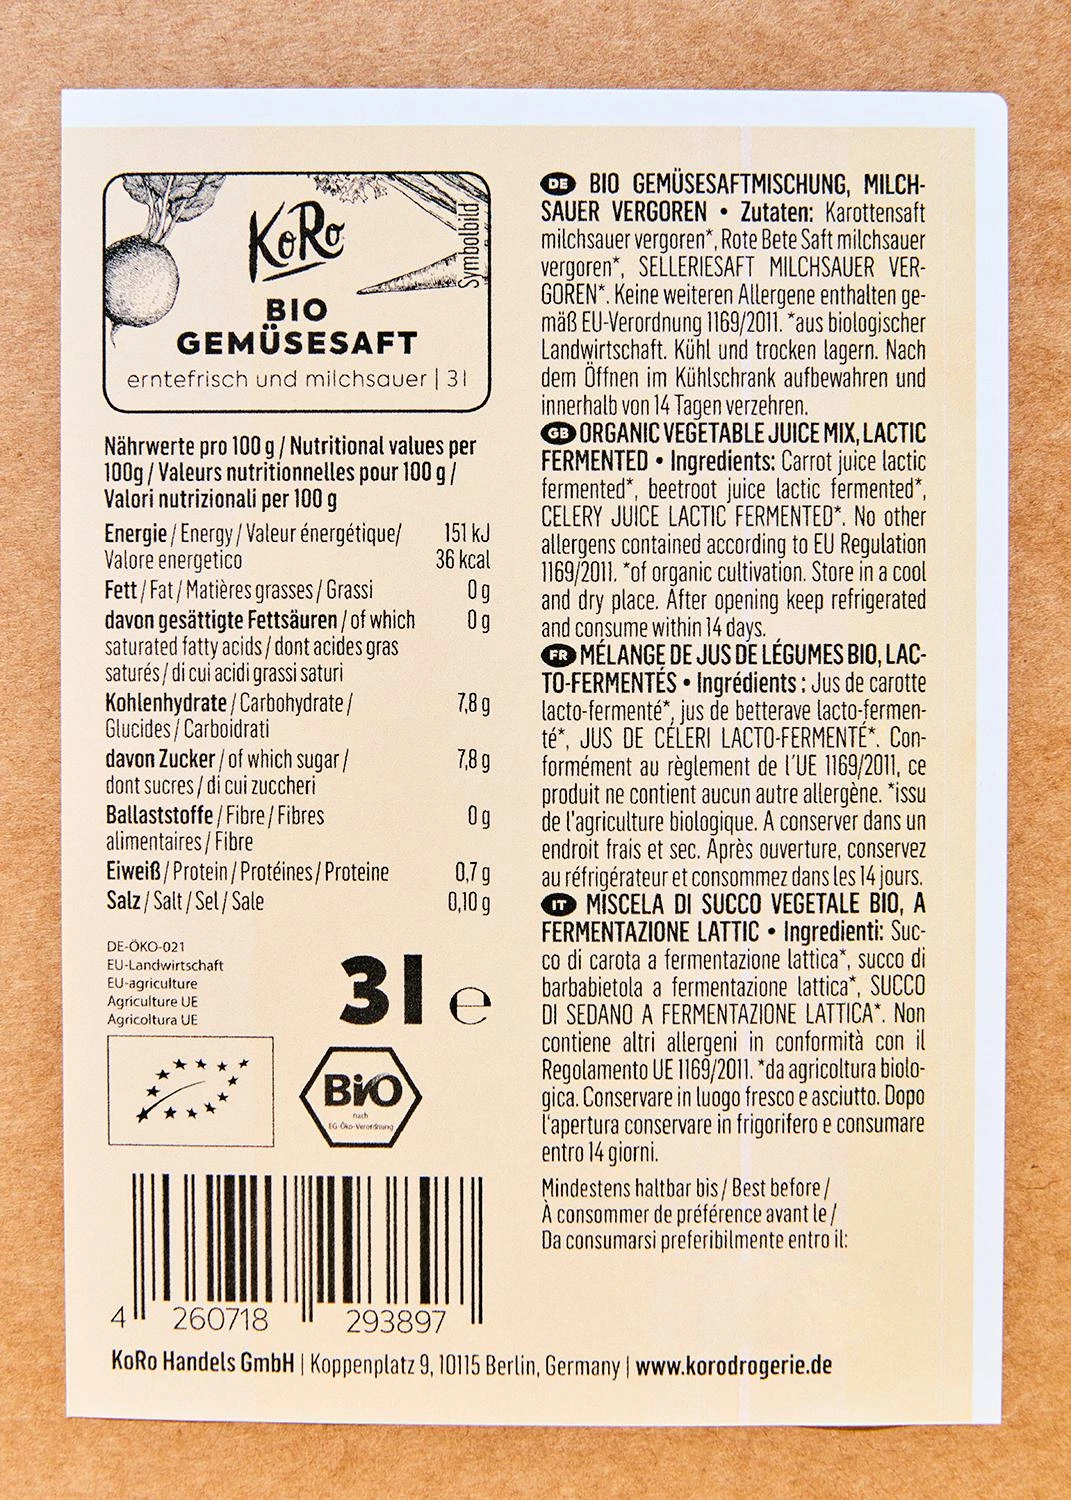 KoRo
Symbolbild
BIO
GEMÜSESAFT
erntefrisch und milchsauer | 3l
Nährwerte pro 100 g / Nutritional values per
100g / Valeurs nutritionnelles pour 100 g /
Valori nutrizionali per 100 g
Energie / Energy / Valeur énergétique/ 151 kJ
Valore energetico 36 kcal
Fett / Fat / Matières grasses / Grassi 0 g
davon gesättigte Fettsäuren / of which 0 g
saturated fatty acids / dont acides gras
saturés / di cui acidi grassi saturi
Kohlenhydrate / Carbohydrate / 7,8 g
Glucides / Carboidrati
davon Zucker / of which sugar / 7,8 g
dont sucres / di cui zuccheri
Ballaststoffe / Fibre / Fibres 0 g
alimentaires / Fibre
Eiweiß / Protein / Protéines / Proteine 0,7 g
Salz / Salt / Sel / Sale 0,10 g
DE-ÖKO-021
EU-Landwirtschaft
EU-agriculture
Agriculture UE
Agricoltura UE
3l e
Bio
nach
EG-Öko-Verordnung
4 260718 293897
DE BIO GEMÜSESAFTMISCHUNG, MILCH-
SAUER VERGOREN • Zutaten: Karottensaft
milchsauer vergoren*, Rote Bete Saft milchsauer
vergoren*, SELLERIESAFT MILCHSAUER VER-
GOREN*. Keine weiteren Allergene enthalten ge-
mäß EU-Verordnung 1169/2011. *aus biologischer
Landwirtschaft. Kühl und trocken lagern. Nach
dem Öffnen im Kühlschrank aufbewahren und
innerhalb von 14 Tagen verzehren.
GB ORGANIC VEGETABLE JUICE MIX, LACTIC
FERMENTED • Ingredients: Carrot juice lactic
fermented*, beetroot juice lactic fermented*,
CELERY JUICE LACTIC FERMENTED*. No other
allergens contained according to EU Regulation
1169/2011. *of organic cultivation. Store in a cool
and dry place. After opening keep refrigerated
and consume within 14 days.
FR MÉLANGE DE JUS DE LÉGUMES BIO, LAC-
TO-FERMENTÉS • Ingrédients : Jus de carotte
lacto-fermenté*, jus de betterave lacto-fermen-
té*, JUS DE CÉLERI LACTO-FERMENTÉ*. Con-
formément au règlement de l'UE 1169/2011, ce
produit ne contient aucun autre allergène. *issu
de l'agriculture biologique. A conserver dans un
endroit frais et sec. Après ouverture, conservez
au réfrigérateur et consommez dans les 14 jours.
IT MISCELA DI SUCCO VEGETALE BIO, A
FERMENTAZIONE LATTIC • Ingredienti: Suc-
co di carota a fermentazione lattica*, succo di
barbabietola a fermentazione lattica*, SUCCO
DI SEDANO A FERMENTAZIONE LATTICA*. Non
contiene altri allergeni in conformità con il
Regolamento UE 1169/2011. *da agricoltura biolo-
gica. Conservare in luogo fresco e asciutto. Dopo
l'apertura conservare in frigorifero e consumare
entro 14 giorni.
Mindestens haltbar bis / Best before /
À consommer de préférence avant le /
Da consumarsi preferibilmente entro il:
KoRo Handels GmbH | Koppenplatz 9, 10115 Berlin, Germany | www.korodrogerie.de